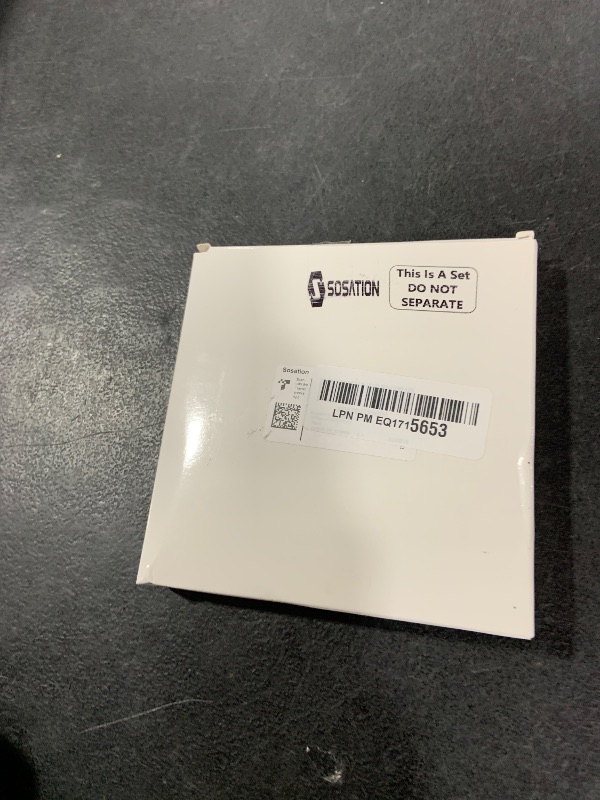 SOSATION
This Is A Set
DO NOT
SEPARATE
Sosation
LPN PM EQ1715653